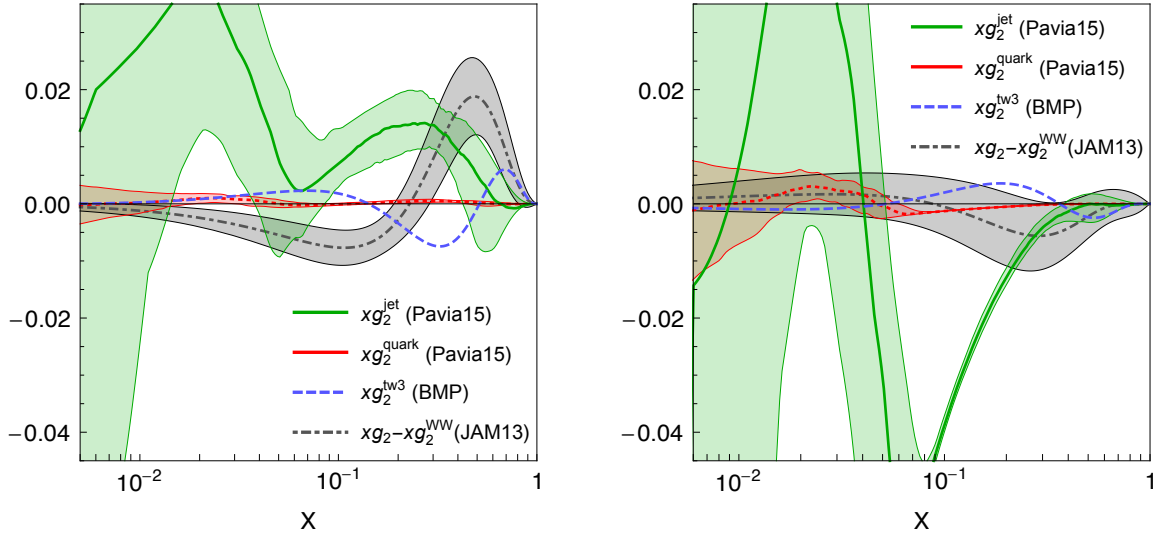 0.02
0.00
−0.02
−0.04
10⁻²
10⁻¹
1
X
xg₂^jet (Pavia15)
xg₂^quark (Pavia15)
xg₂^tw3 (BMP)
xg₂−xg₂^WW(JAM13)
0.02
0.00
−0.02
−0.04
10⁻²
10⁻¹
1
X
xg₂^jet (Pavia15)
xg₂^quark (Pavia15)
xg₂^tw3 (BMP)
xg₂−xg₂^WW(JAM13)